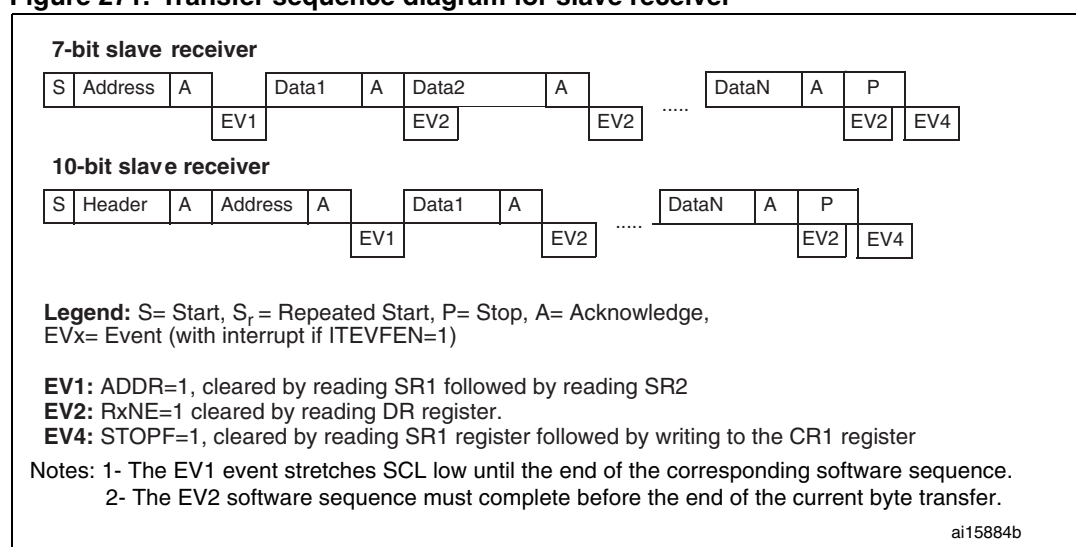 Figure 271. Transfer sequence diagram for slave receiver
7-bit slave receiver
S Address A Data1 A Data2 A ..... DataN A P
EV1 EV2 EV2 EV2 EV4
10-bit slave receiver
S Header A Address A Data1 A ..... DataN A P
EV1 EV2 EV2 EV4
Legend: S= Start, Sr = Repeated Start, P= Stop, A= Acknowledge,
EVx= Event (with interrupt if ITEVFEN=1)
EV1: ADDR=1, cleared by reading SR1 followed by reading SR2
EV2: RxNE=1 cleared by reading DR register.
EV4: STOPF=1, cleared by reading SR1 register followed by writing to the CR1 register
Notes: 1- The EV1 event stretches SCL low until the end of the corresponding software sequence.
2- The EV2 software sequence must complete before the end of the current byte transfer.
ai15884b